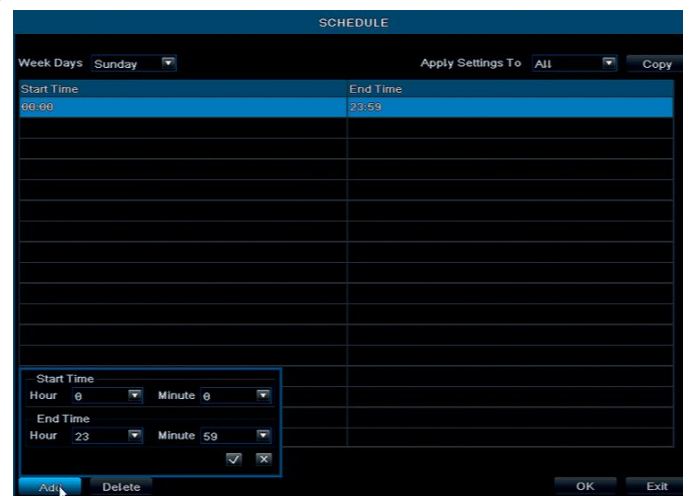 SCHEDULE
Week Days Sunday Apply Settings To All Copy
Start Time End Time
00:00 23:59
Start Time
Hour 0 Minute 0
End Time
Hour 23 Minute 59
Add Delete OK Exit